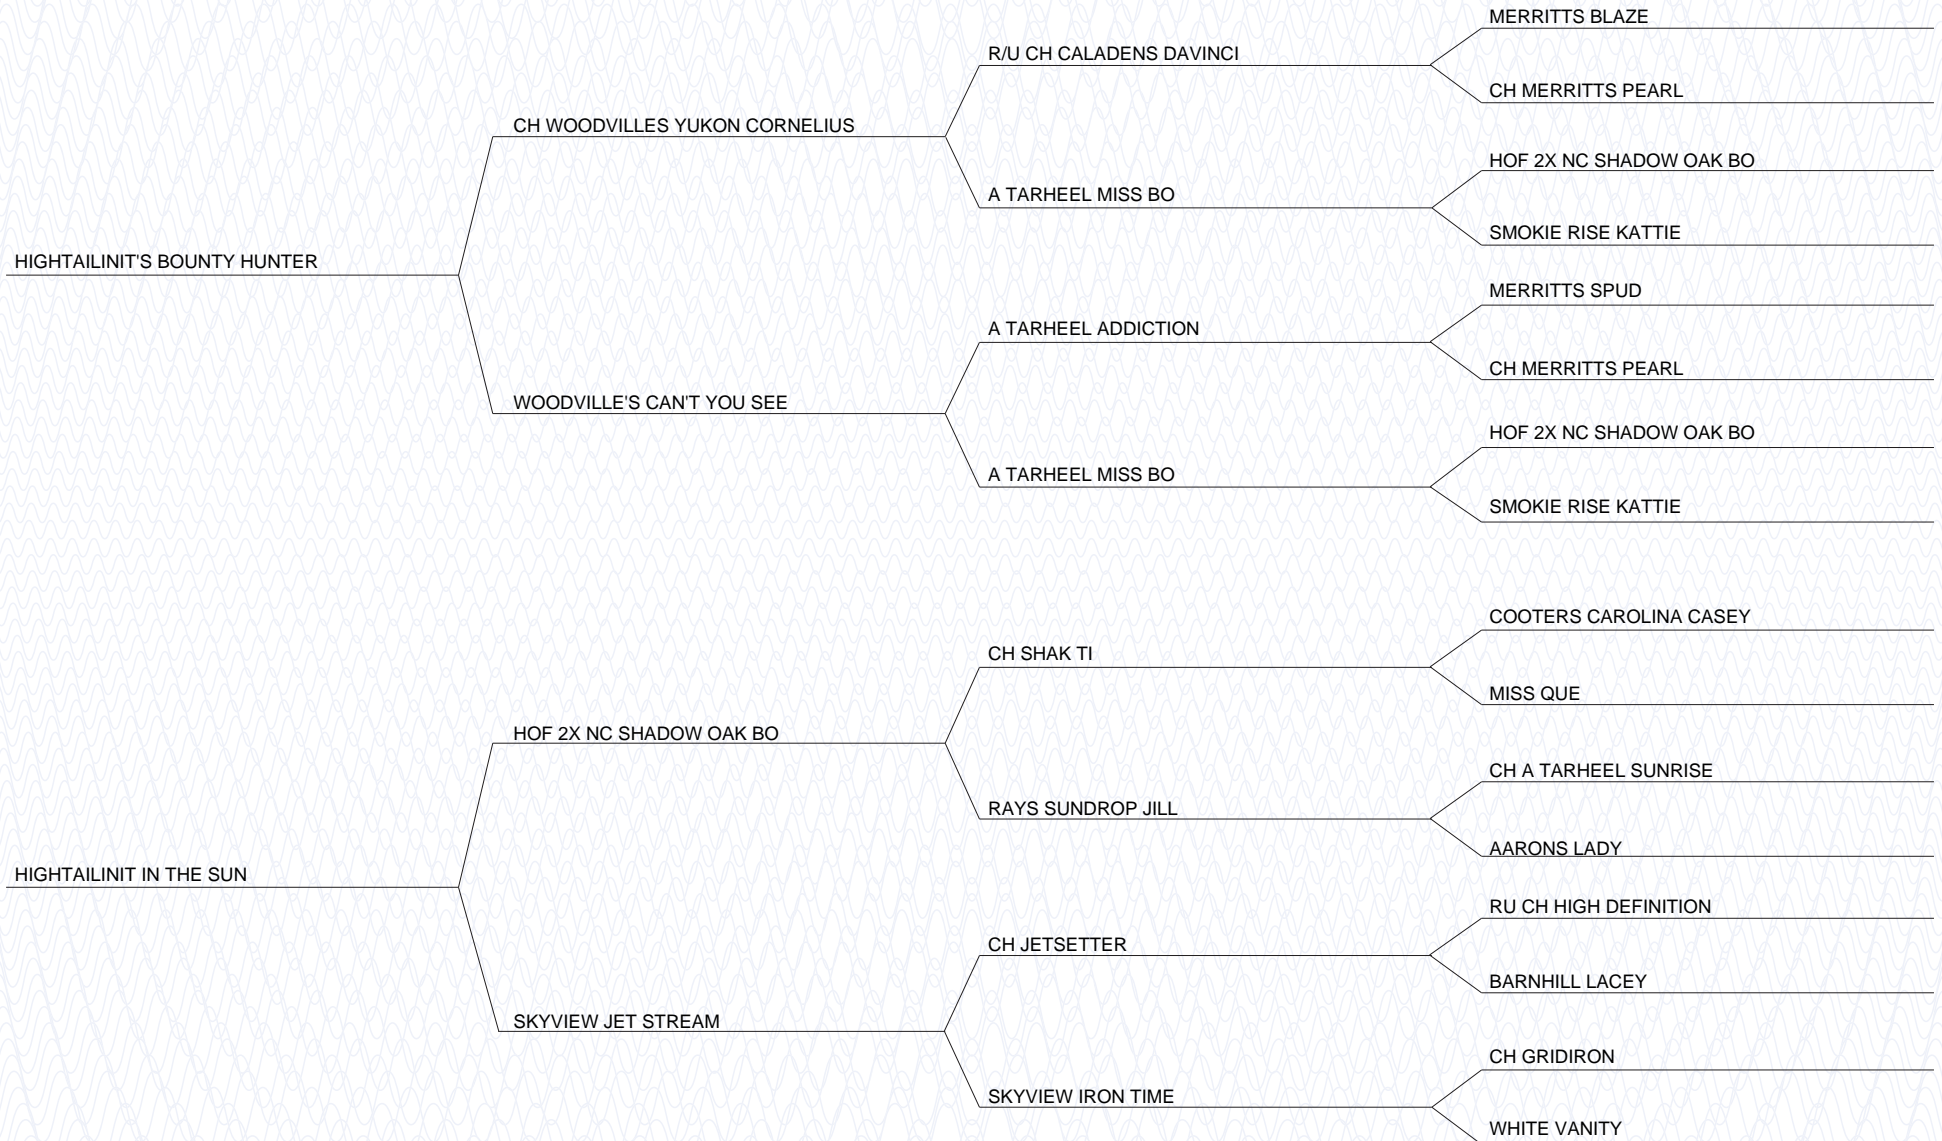 MERRITTS BLAZE
R/U CH CALADENS DAVINCI
CH MERRITTS PEARL
CH WOODVILLES YUKON CORNELIUS
HOF 2X NC SHADOW OAK BO
A TARHEEL MISS BO
SMOKIE RISE KATTIE
HIGHTAILINIT'S BOUNTY HUNTER
MERRITTS SPUD
A TARHEEL ADDICTION
CH MERRITTS PEARL
WOODVILLE'S CAN'T YOU SEE
HOF 2X NC SHADOW OAK BO
A TARHEEL MISS BO
SMOKIE RISE KATTIE
COOTERS CAROLINA CASEY
CH SHAK TI
MISS QUE
HOF 2X NC SHADOW OAK BO
CH A TARHEEL SUNRISE
RAYS SUNDROP JILL
AARONS LADY
HIGHTAILINIT IN THE SUN
RU CH HIGH DEFINITION
CH JETSETTER
BARNHILL LACEY
SKYVIEW JET STREAM
CH GRIDIRON
SKYVIEW IRON TIME
WHITE VANITY